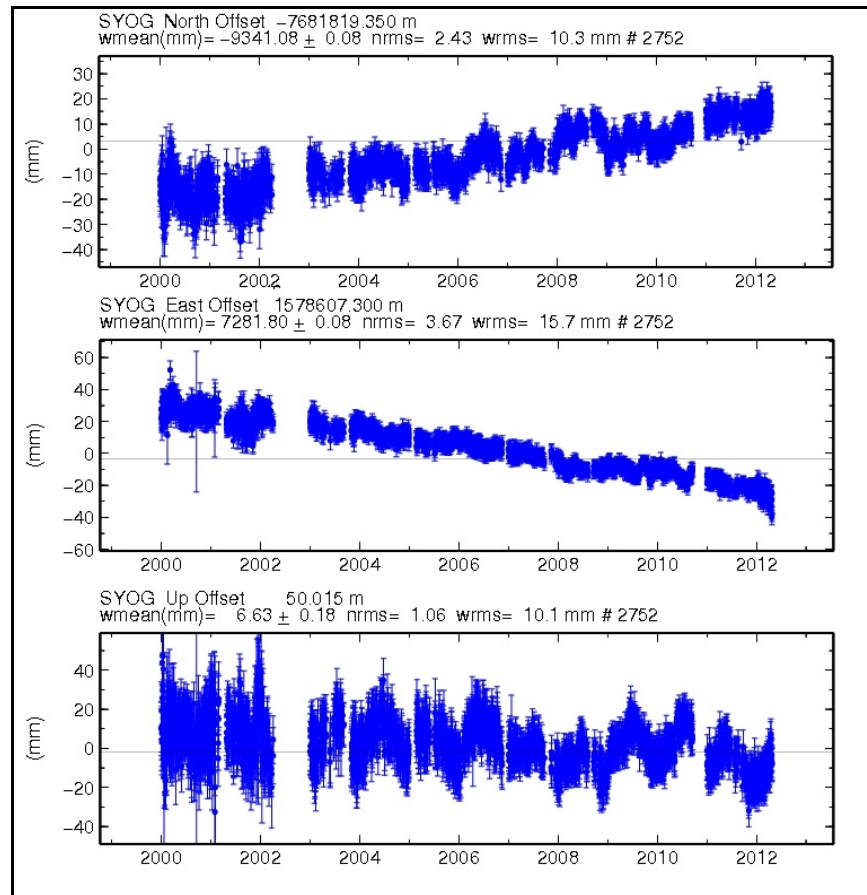 SYOG North Offset -7681819.350 m
wmean(mm)= -9341.08 ± 0.08 nrms= 2.43 wrms= 10.3 mm # 2752
30
20
10
0
-10
-20
-30
-40
(mm)
2000 2002 2004 2006 2008 2010 2012
SYOG East Offset 1578607.300 m
wmean(mm)= 7281.80 ± 0.08 nrms= 3.67 wrms= 15.7 mm # 2752
60
40
20
0
-20
-40
-60
(mm)
2000 2002 2004 2006 2008 2010 2012
SYOG Up Offset 50.015 m
wmean(mm)= 6.63 ± 0.18 nrms= 1.06 wrms= 10.1 mm # 2752
40
20
0
-20
-40
(mm)
2000 2002 2004 2006 2008 2010 2012